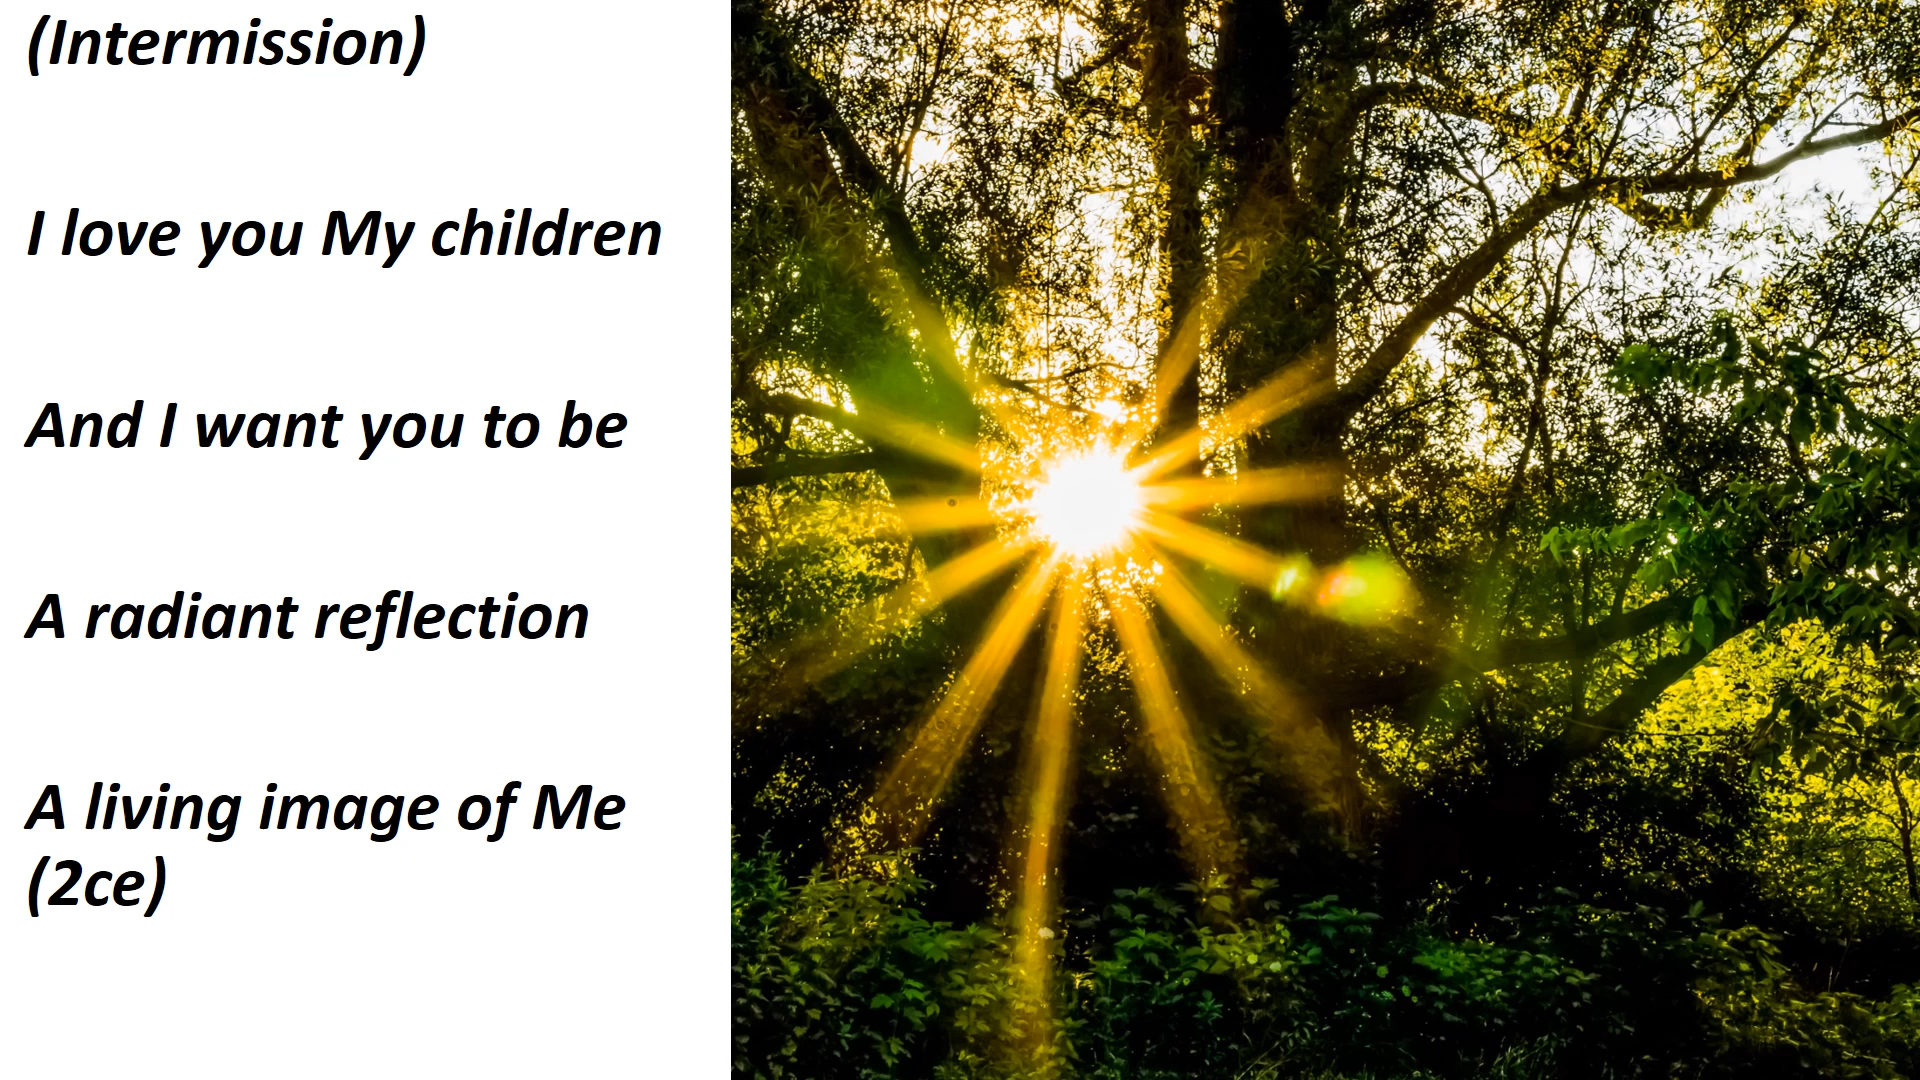 (Intermission)
I love you My children
And I want you to be
A radiant reflection
A living image of Me
(2ce)